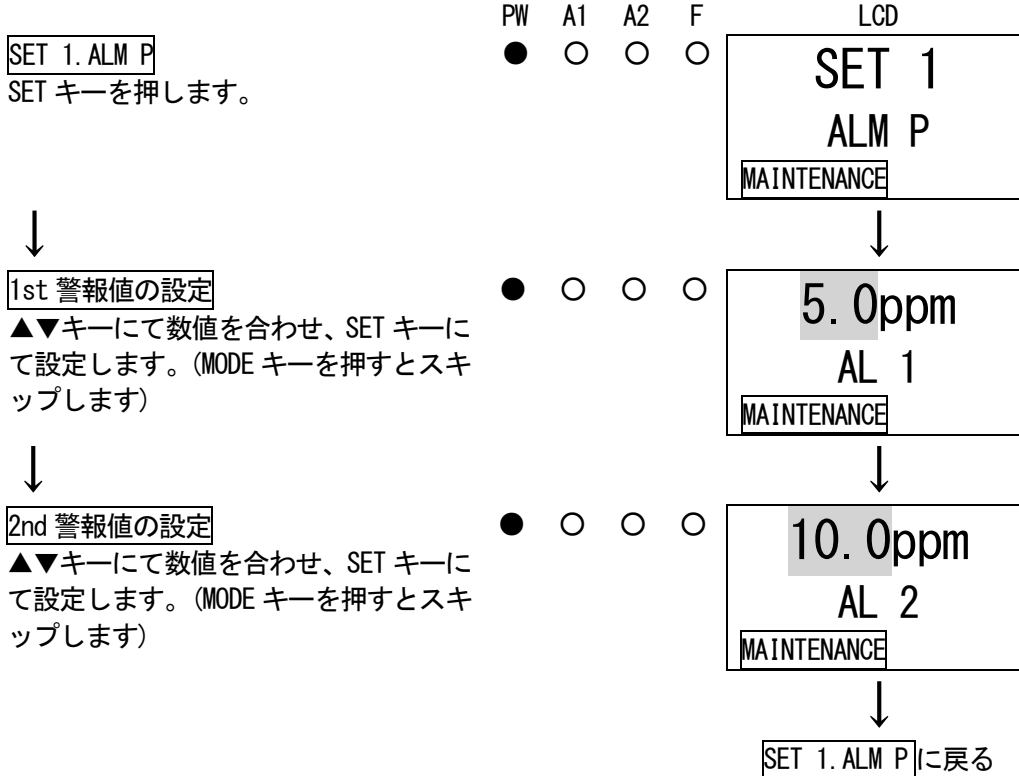 PW A1 A2 F LCD
SET 1.ALM P
SET キーを押します。
● ○ ○ ○
SET 1
ALM P
MAINTENANCE
↓ ↓
1st 警報値の設定
▲▼キーにて数値を合わせ、SET キーに
て設定します。(MODE キーを押すとスキ
ップします)
● ○ ○ ○
5.0ppm
AL 1
MAINTENANCE
↓ ↓
2nd 警報値の設定
▲▼キーにて数値を合わせ、SET キーに
て設定します。(MODE キーを押すとスキ
ップします)
● ○ ○ ○
10.0ppm
AL 2
MAINTENANCE
↓
SET 1.ALM P に戻る